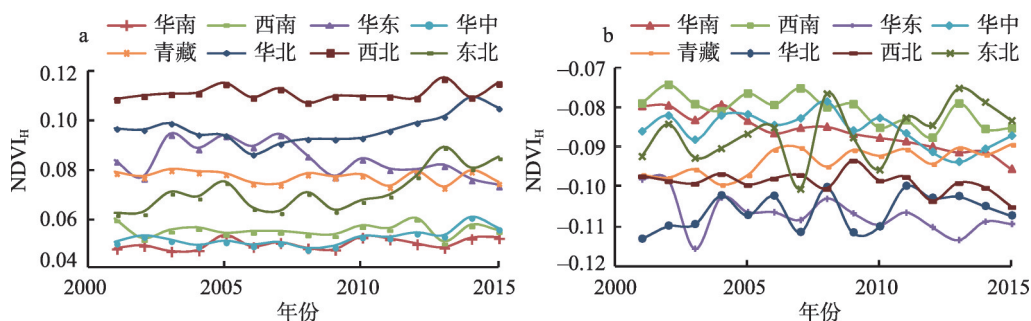 a
华南 西南 华东 华中
青藏 华北 西北 东北
NDVIH
0.12
0.10
0.08
0.06
0.04
2000 2005 2010 2015
年份
b
华南 西南 华东 华中
青藏 华北 西北 东北
NDVIH
−0.07
−0.08
−0.09
−0.10
−0.11
−0.12
2000 2005 2010 2015
年份